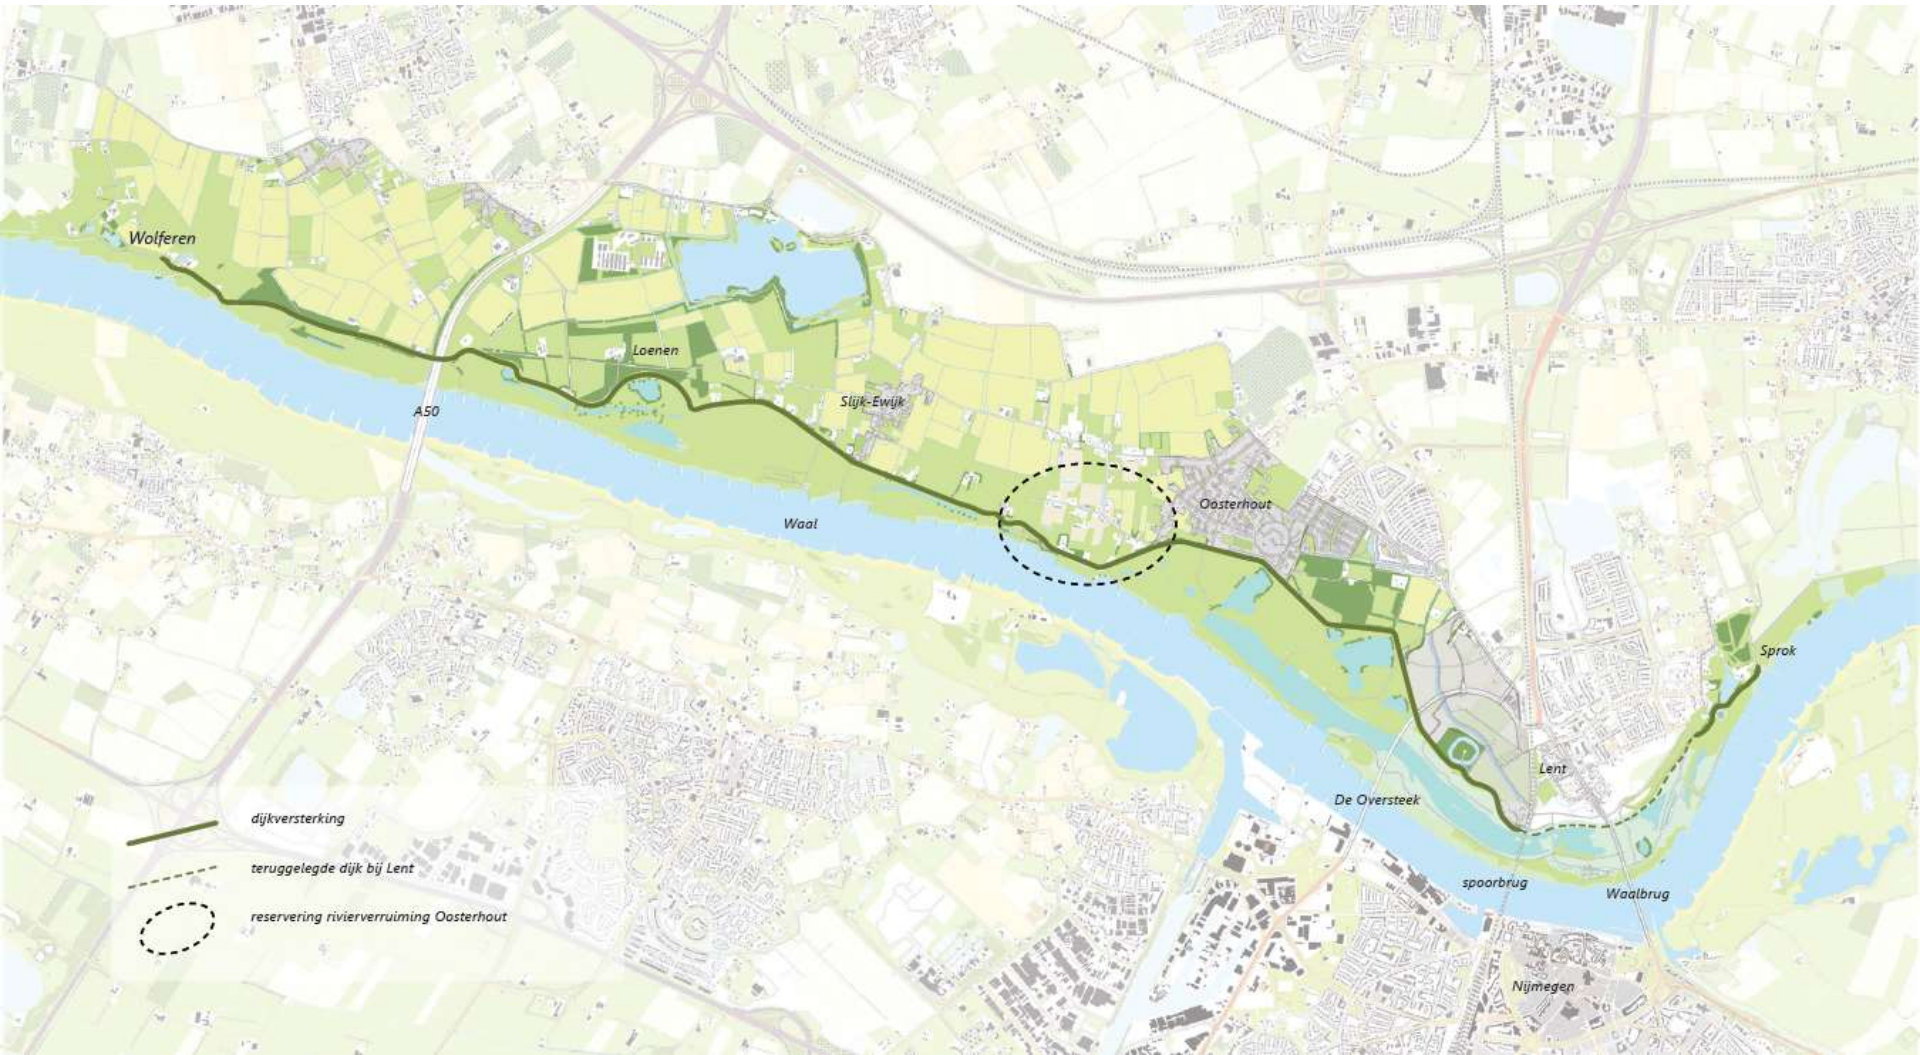 Wolferen
Loenen
A50
Slijk-Ewijk
Waal
Oosterhout
Sprok
Lent
De Oversteek
spoorbrug
Waalbrug
Nijmegen
dijkversterking
teruggelegde dijk bij Lent
reservering rivierverruiming Oosterhout